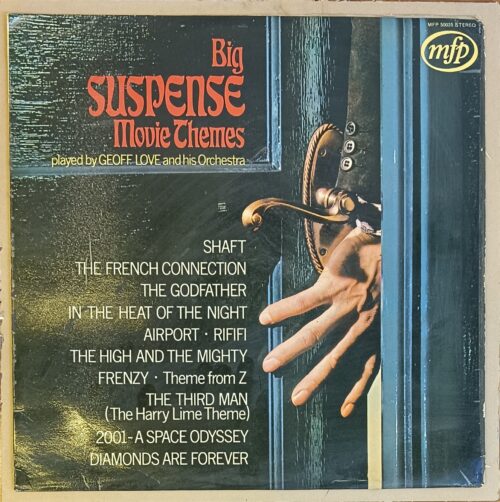 MFP 50035 STEREO
mfp
Big
SUSPENSE
Movie Themes
played by GEOFF LOVE and his Orchestra
SHAFT
THE FRENCH CONNECTION
THE GODFATHER
IN THE HEAT OF THE NIGHT
AIRPORT · RIFIFI
THE HIGH AND THE MIGHTY
FRENZY · Theme from Z
THE THIRD MAN
(The Harry Lime Theme)
2001-A SPACE ODYSSEY
DIAMONDS ARE FOREVER